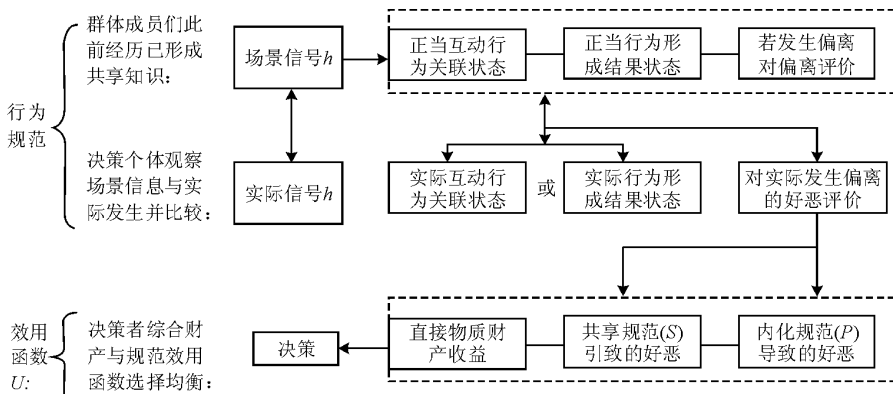 群体成员们此
前经历已形成
共享知识：
场景信号h
正当互动行
为关联状态
正当行为形
成结果状态
若发生偏离
对偏离评价
行为
规范
决策个体观察
场景信息与实
际发生并比较：
实际信号h
实际互动行
为关联状态
或
实际行为形
成结果状态
对实际发生偏离
的好恶评价
效用
函数
U:
决策者综合财
产与规范效用
函数选择均衡：
决策
直接物质财
产收益
共享规范(S)
引致的好恶
内化规范(P)
导致的好恶